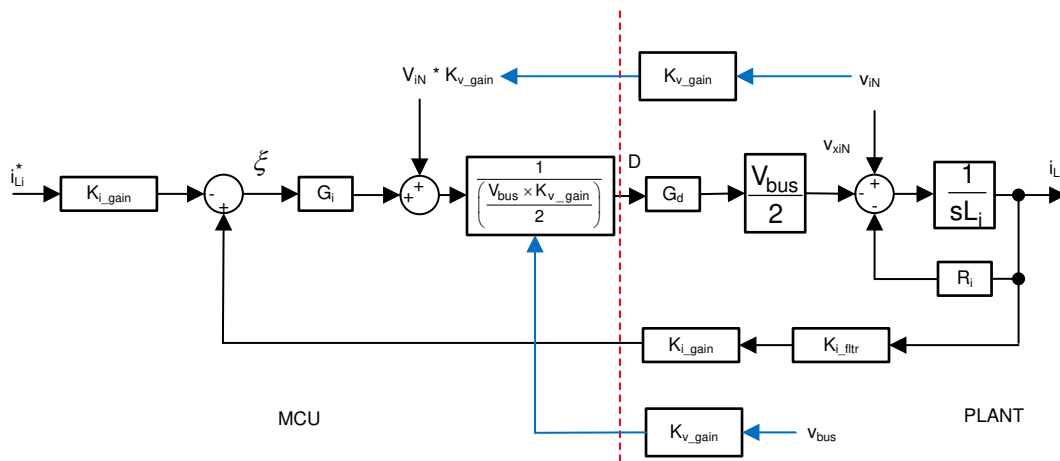 V_iN * K_v_gain
K_v_gain
v_iN
i*_Li
K_i_gain
-
+
ξ
G_i
+
+
1
(V_bus × K_v_gain
2)
D
G_d
V_bus
2
v_xiN
+
-
-
1
sL_i
i_L
R_i
K_i_gain
K_i_fltr
MCU
K_v_gain
v_bus
PLANT